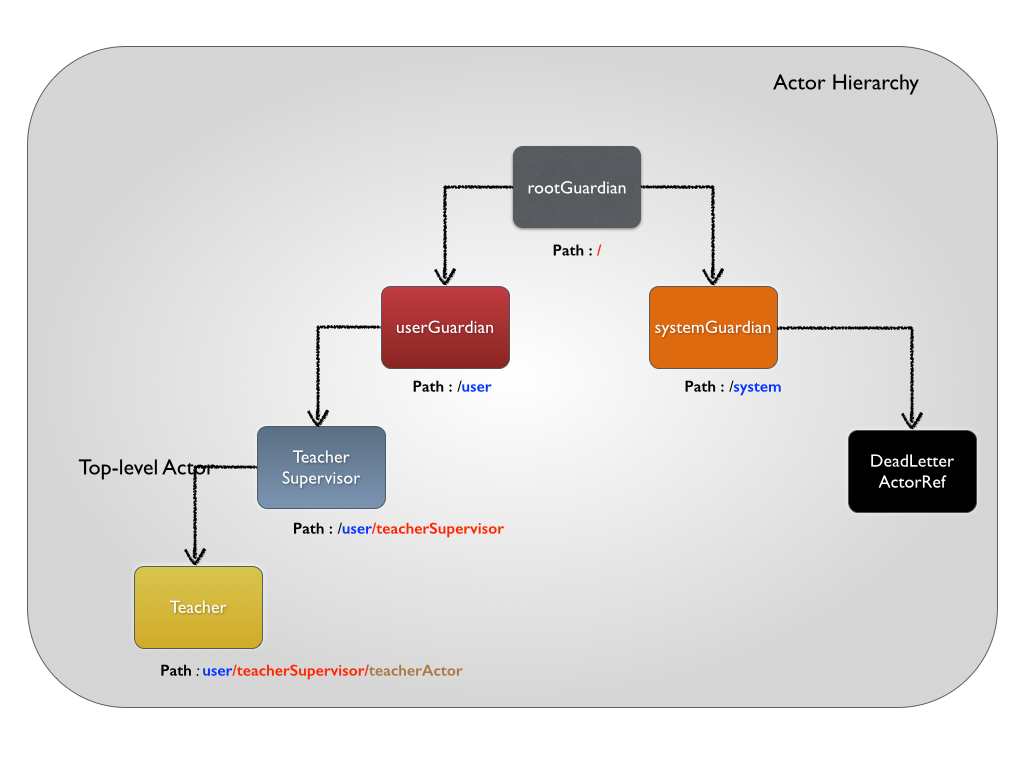 Actor Hierarchy
rootGuardian
Path : /
userGuardian
systemGuardian
Path : /user
Path : /system
Teacher
Supervisor
Top-level Actor
DeadLetter
ActorRef
Path : /user/teacherSupervisor
Teacher
Path : user/teacherSupervisor/teacherActor